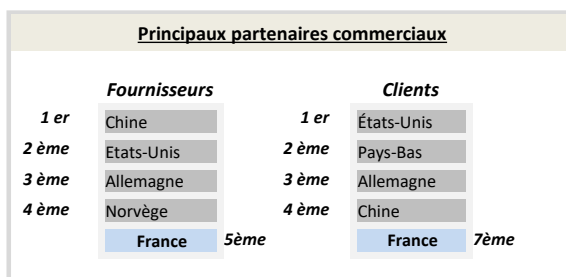 Principaux partenaires commerciaux
Fournisseurs Clients
1 er Chine 1 er États-Unis
2 ème Etats-Unis 2 ème Pays-Bas
3 ème Allemagne 3 ème Allemagne
4 ème Norvège 4 ème Chine
France 5ème France 7ème